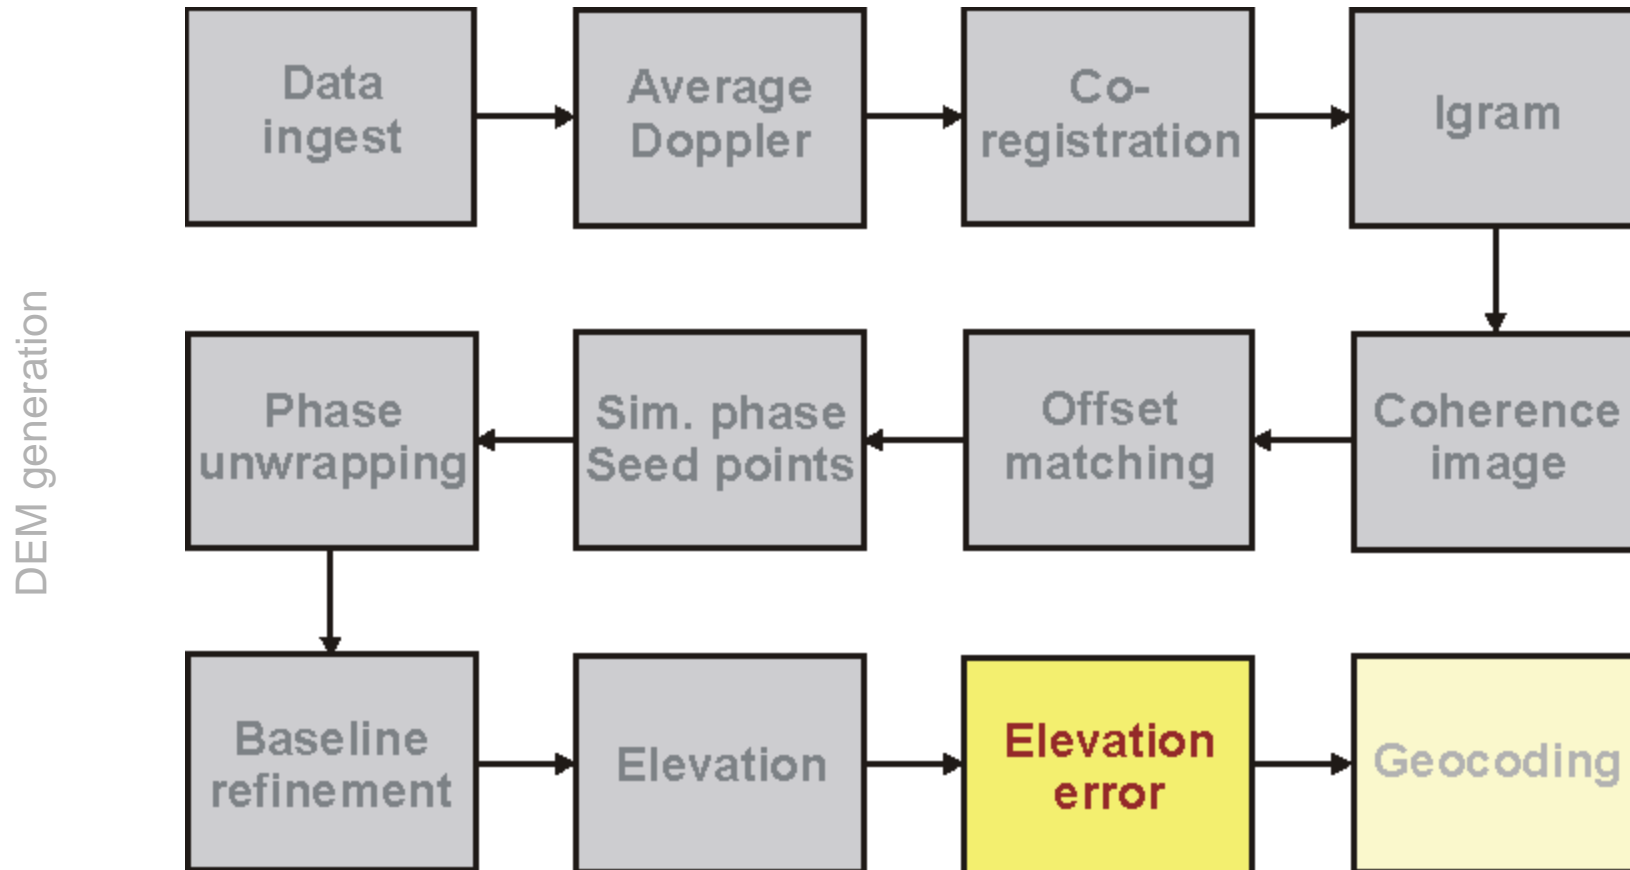 DEM generation
Data
ingest
Average
Doppler
Co-
registration
Igram
Coherence
image
Offset
matching
Sim. phase
Seed points
Phase
unwrapping
Baseline
refinement
Elevation
Elevation
error
Geocoding